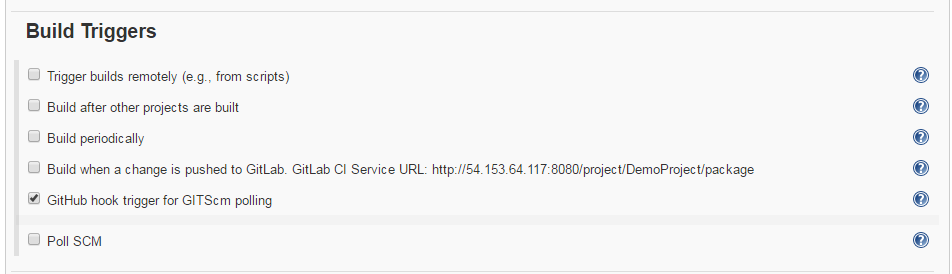 Build Triggers
Trigger builds remotely (e.g., from scripts)
?
Build after other projects are built
?
Build periodically
?
Build when a change is pushed to GitLab. GitLab CI Service URL: http://54.153.64.117:8080/project/DemoProject/package
?
GitHub hook trigger for GITScm polling
?
Poll SCM
?